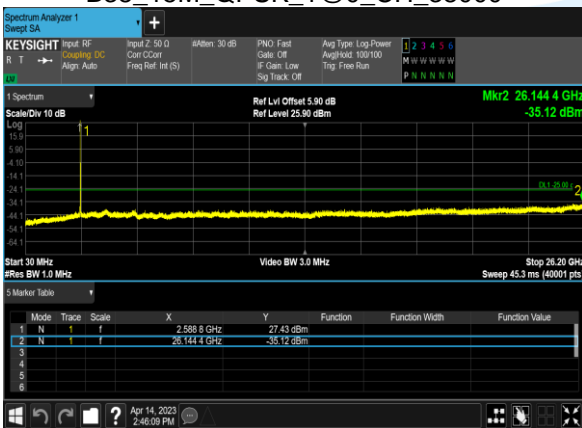 Spectrum Analyzer 1
Swept SA
KEYSIGHT
R T
LW
Input: RF
Coupling: DC
Align: Auto
Input Z: 50 Ω
Corr CCorr
Freq Ref: Int (S)
#Atten: 30 dB
PNO: Fast
Gate: Off
IF Gain: Low
Sig Track: Off
Avg Type: Log-Power
Avg|Hold: 100/100
Trig: Free Run
1 2 3 4 5 6
M W W W W W
P N N N N N
1 Spectrum
Scale/Div 10 dB
Log
Ref Lvl Offset 5.90 dB
Ref Level 25.90 dBm
Mkr2 26.144 4 GHz
-35.12 dBm
15.9
5.90
-4.10
-14.1
-24.1
-34.1
-44.1
-54.1
-64.1
1
DL1 -25.00
2
Start 30 MHz
#Res BW 1.0 MHz
Video BW 3.0 MHz
Stop 26.20 GHz
Sweep 45.3 ms (40001 pts
5 Marker Table
Mode Trace Scale X Y Function Function Width Function Value
1 N 1 f 2.588 8 GHz 27.43 dBm
2 N 1 f 26.144 4 GHz -35.12 dBm
3
4
5
6
Apr 14, 2023
2:46:09 PM